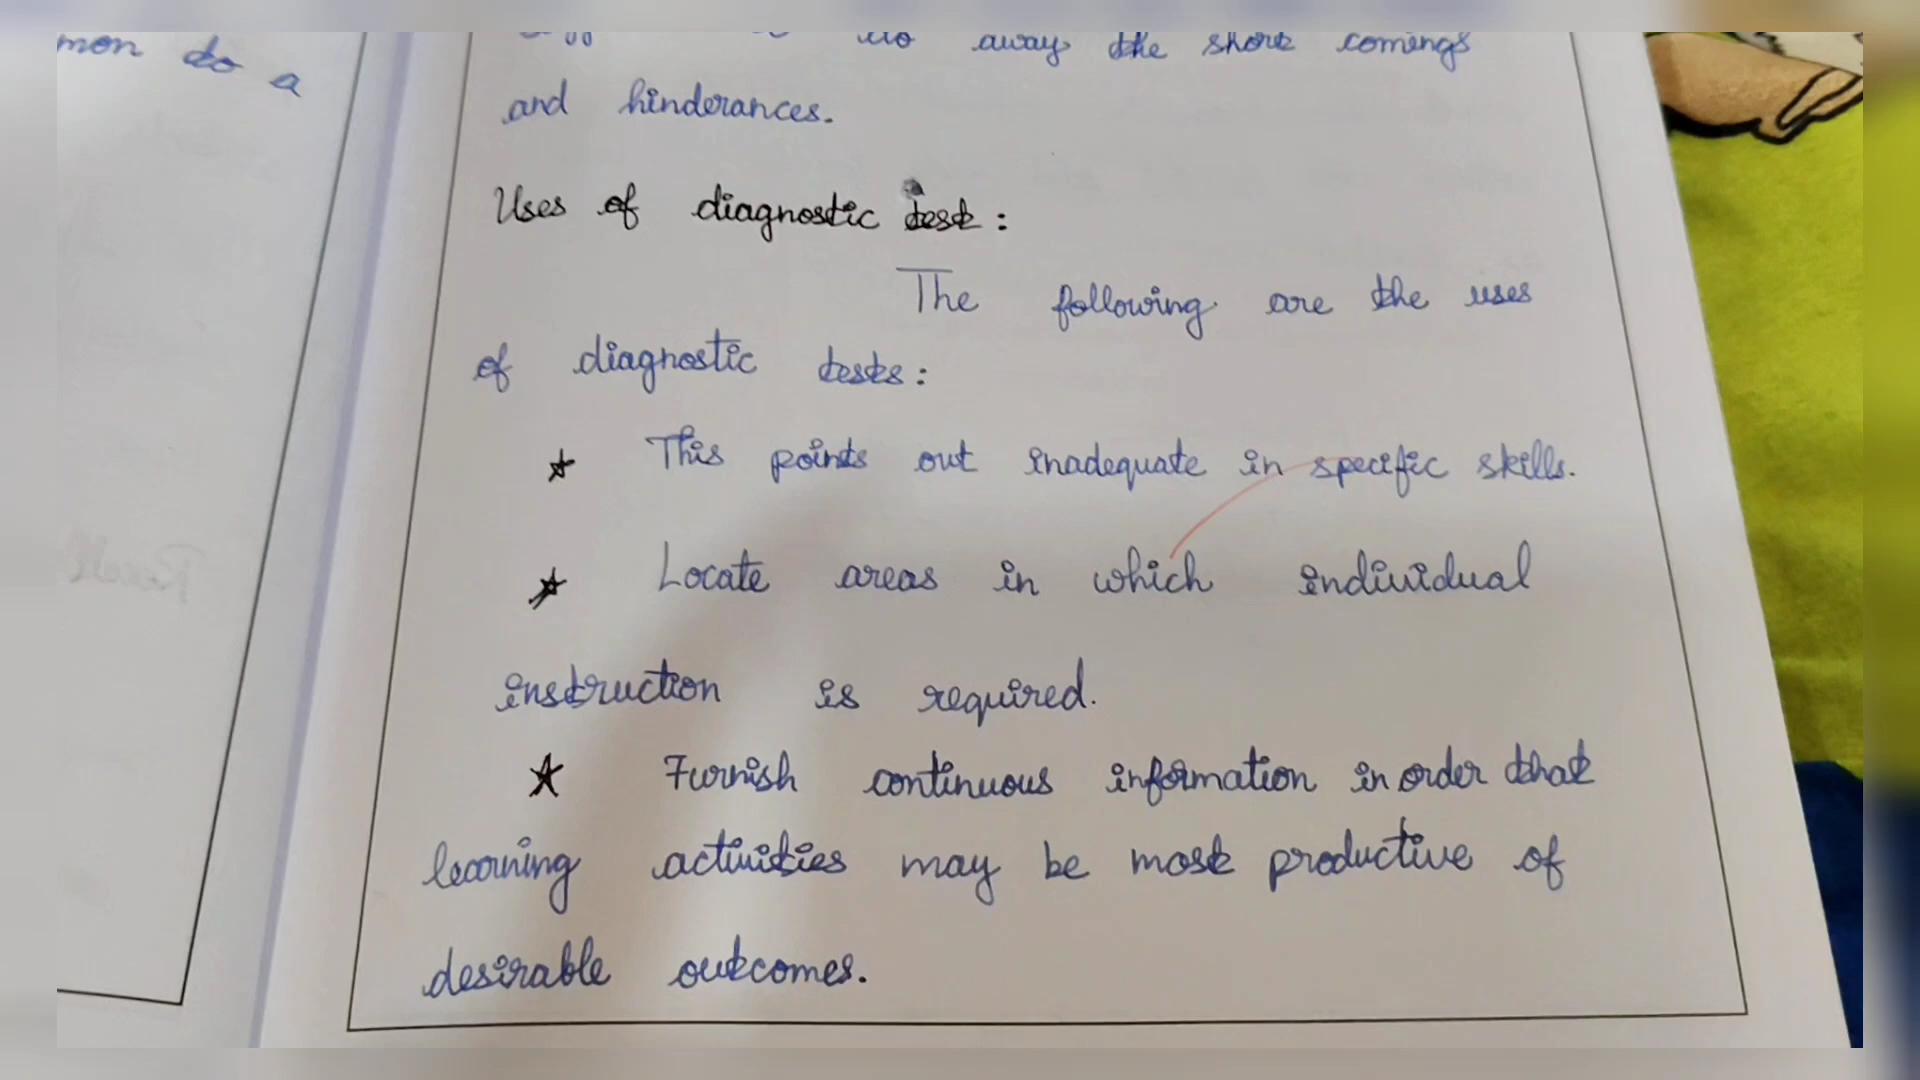 mon do a
away the short comings
and hinderances.
Uses of diagnostic test:
The following are the uses
of diagnostic tests:
★ This points out inadequate in specific skills.
★ Locate areas in which individual
instruction is required.
★ Furnish continuous information in order that
learning activities may be most productive of
desirable outcomes.